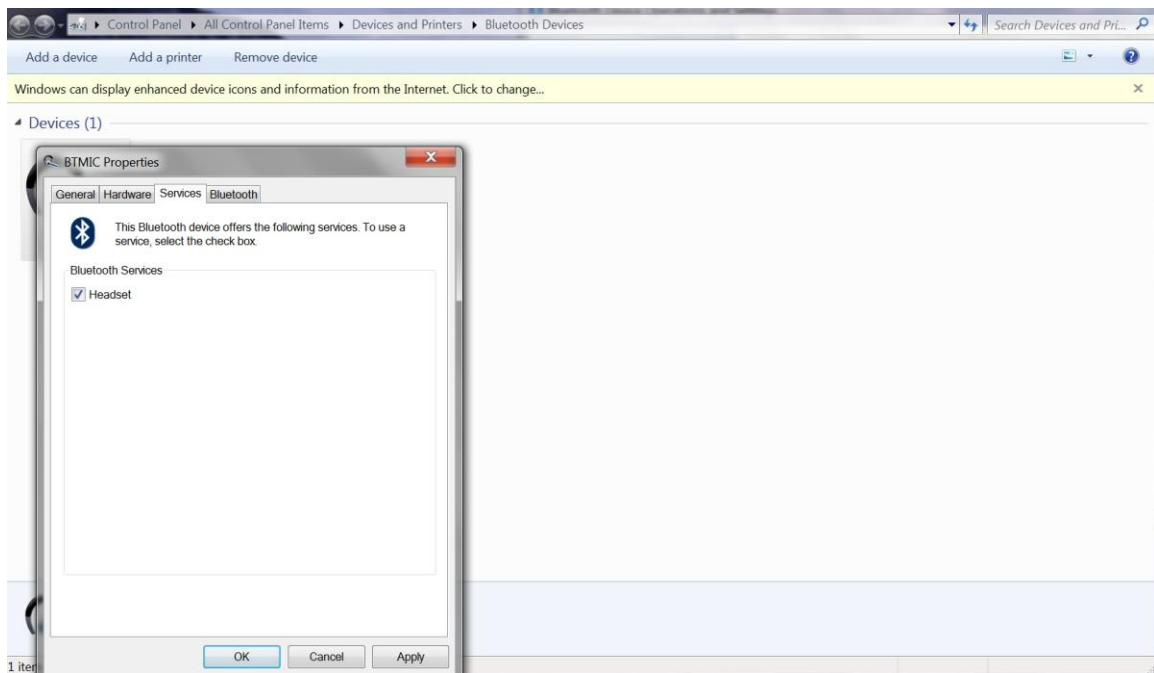 Control Panel ▸ All Control Panel Items ▸ Devices and Printers ▸ Bluetooth Devices
Search Devices and Pri...
Add a device Add a printer Remove device
Windows can display enhanced device icons and information from the Internet. Click to change...
Devices (1)
BTMIC Properties
General Hardware Services Bluetooth
This Bluetooth device offers the following services. To use a
service, select the check box.
Bluetooth Services
Headset
OK Cancel Apply
1 iter